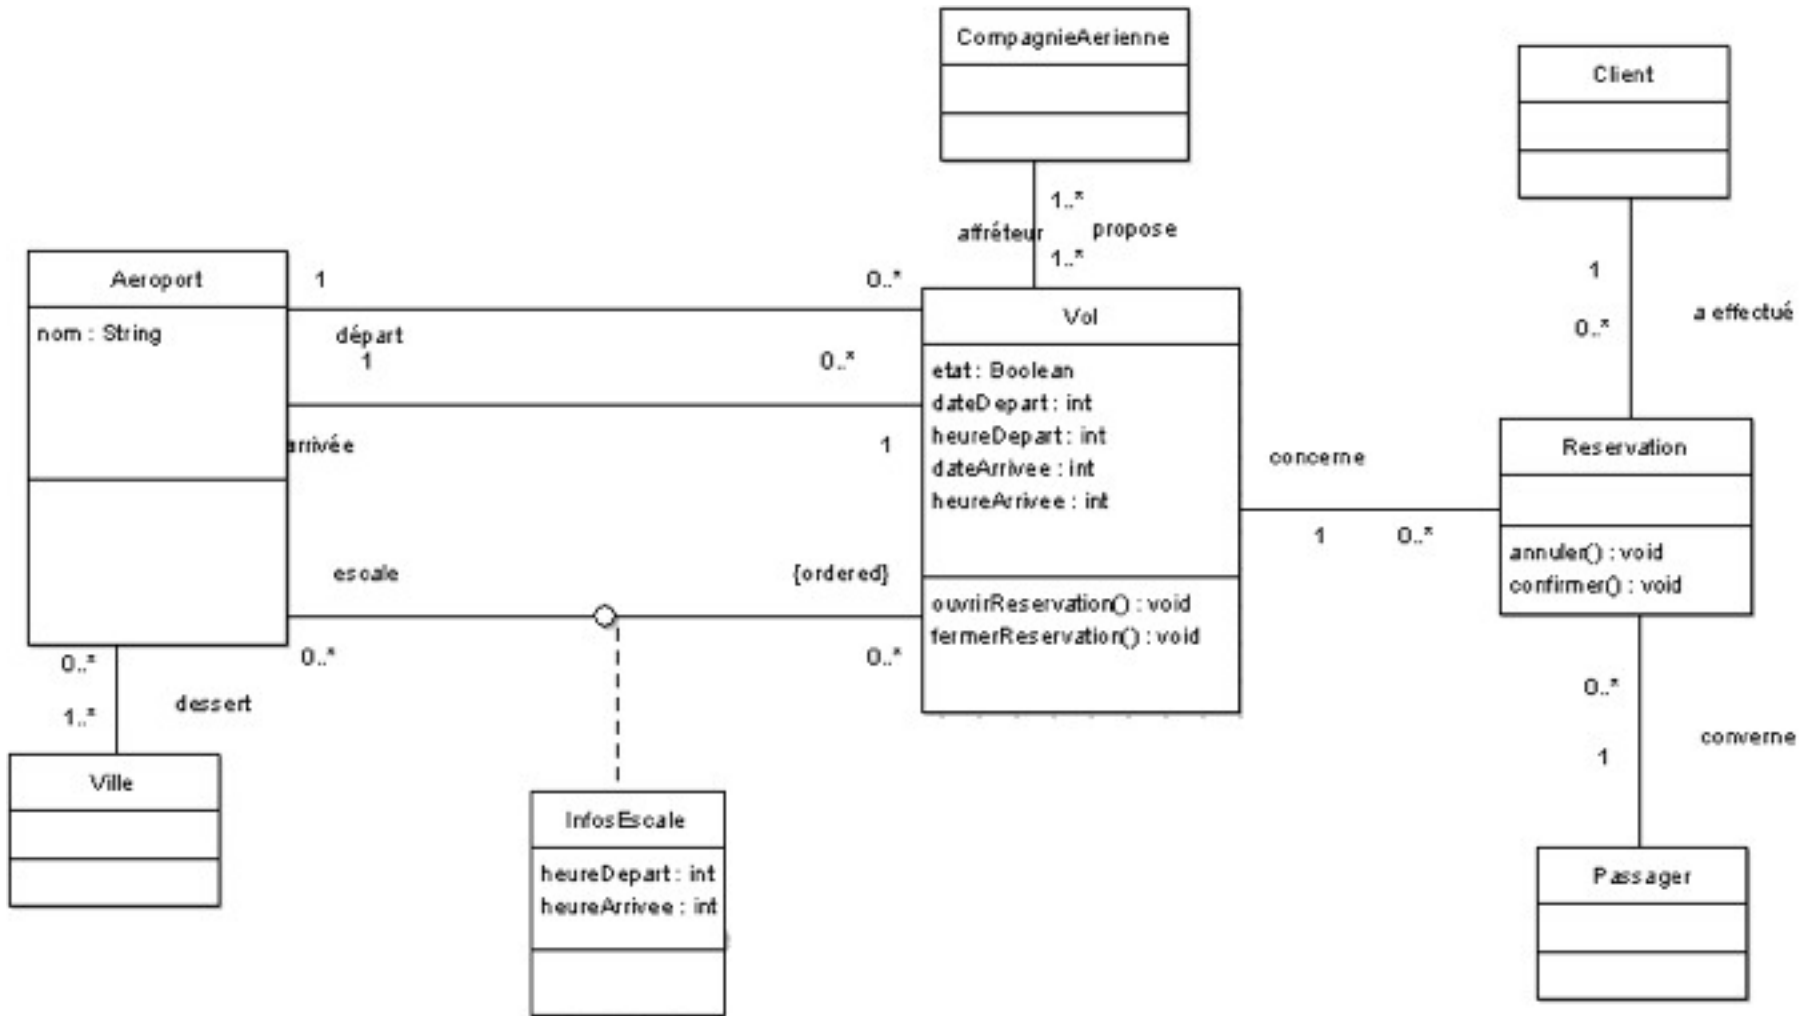 CompagnieAerienne
Client
1..*
affréteur
propose
1..*
1
0..*
a effectué
Aeroport
nom : String
1
0..*
départ
1
0..*
arrivée
1
escale
{ordered}
0..*
0..*
Vol
etat : Boolean
dateDepart : int
heureDepart : int
dateArrivee : int
heureArrivee : int
ouvrirReservation() : void
fermerReservation() : void
concerne
1
0..*
Reservation
annuler() : void
confirmer() : void
0..*
1..*
dessert
Ville
InfosEscale
heureDepart : int
heureArrivee : int
0..*
1
converne
Passager